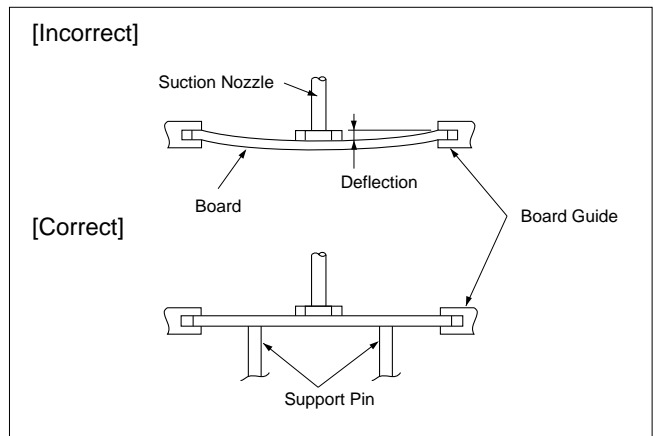 [Incorrect]
Suction Nozzle
Deflection
Board
Board Guide
[Correct]
Support Pin